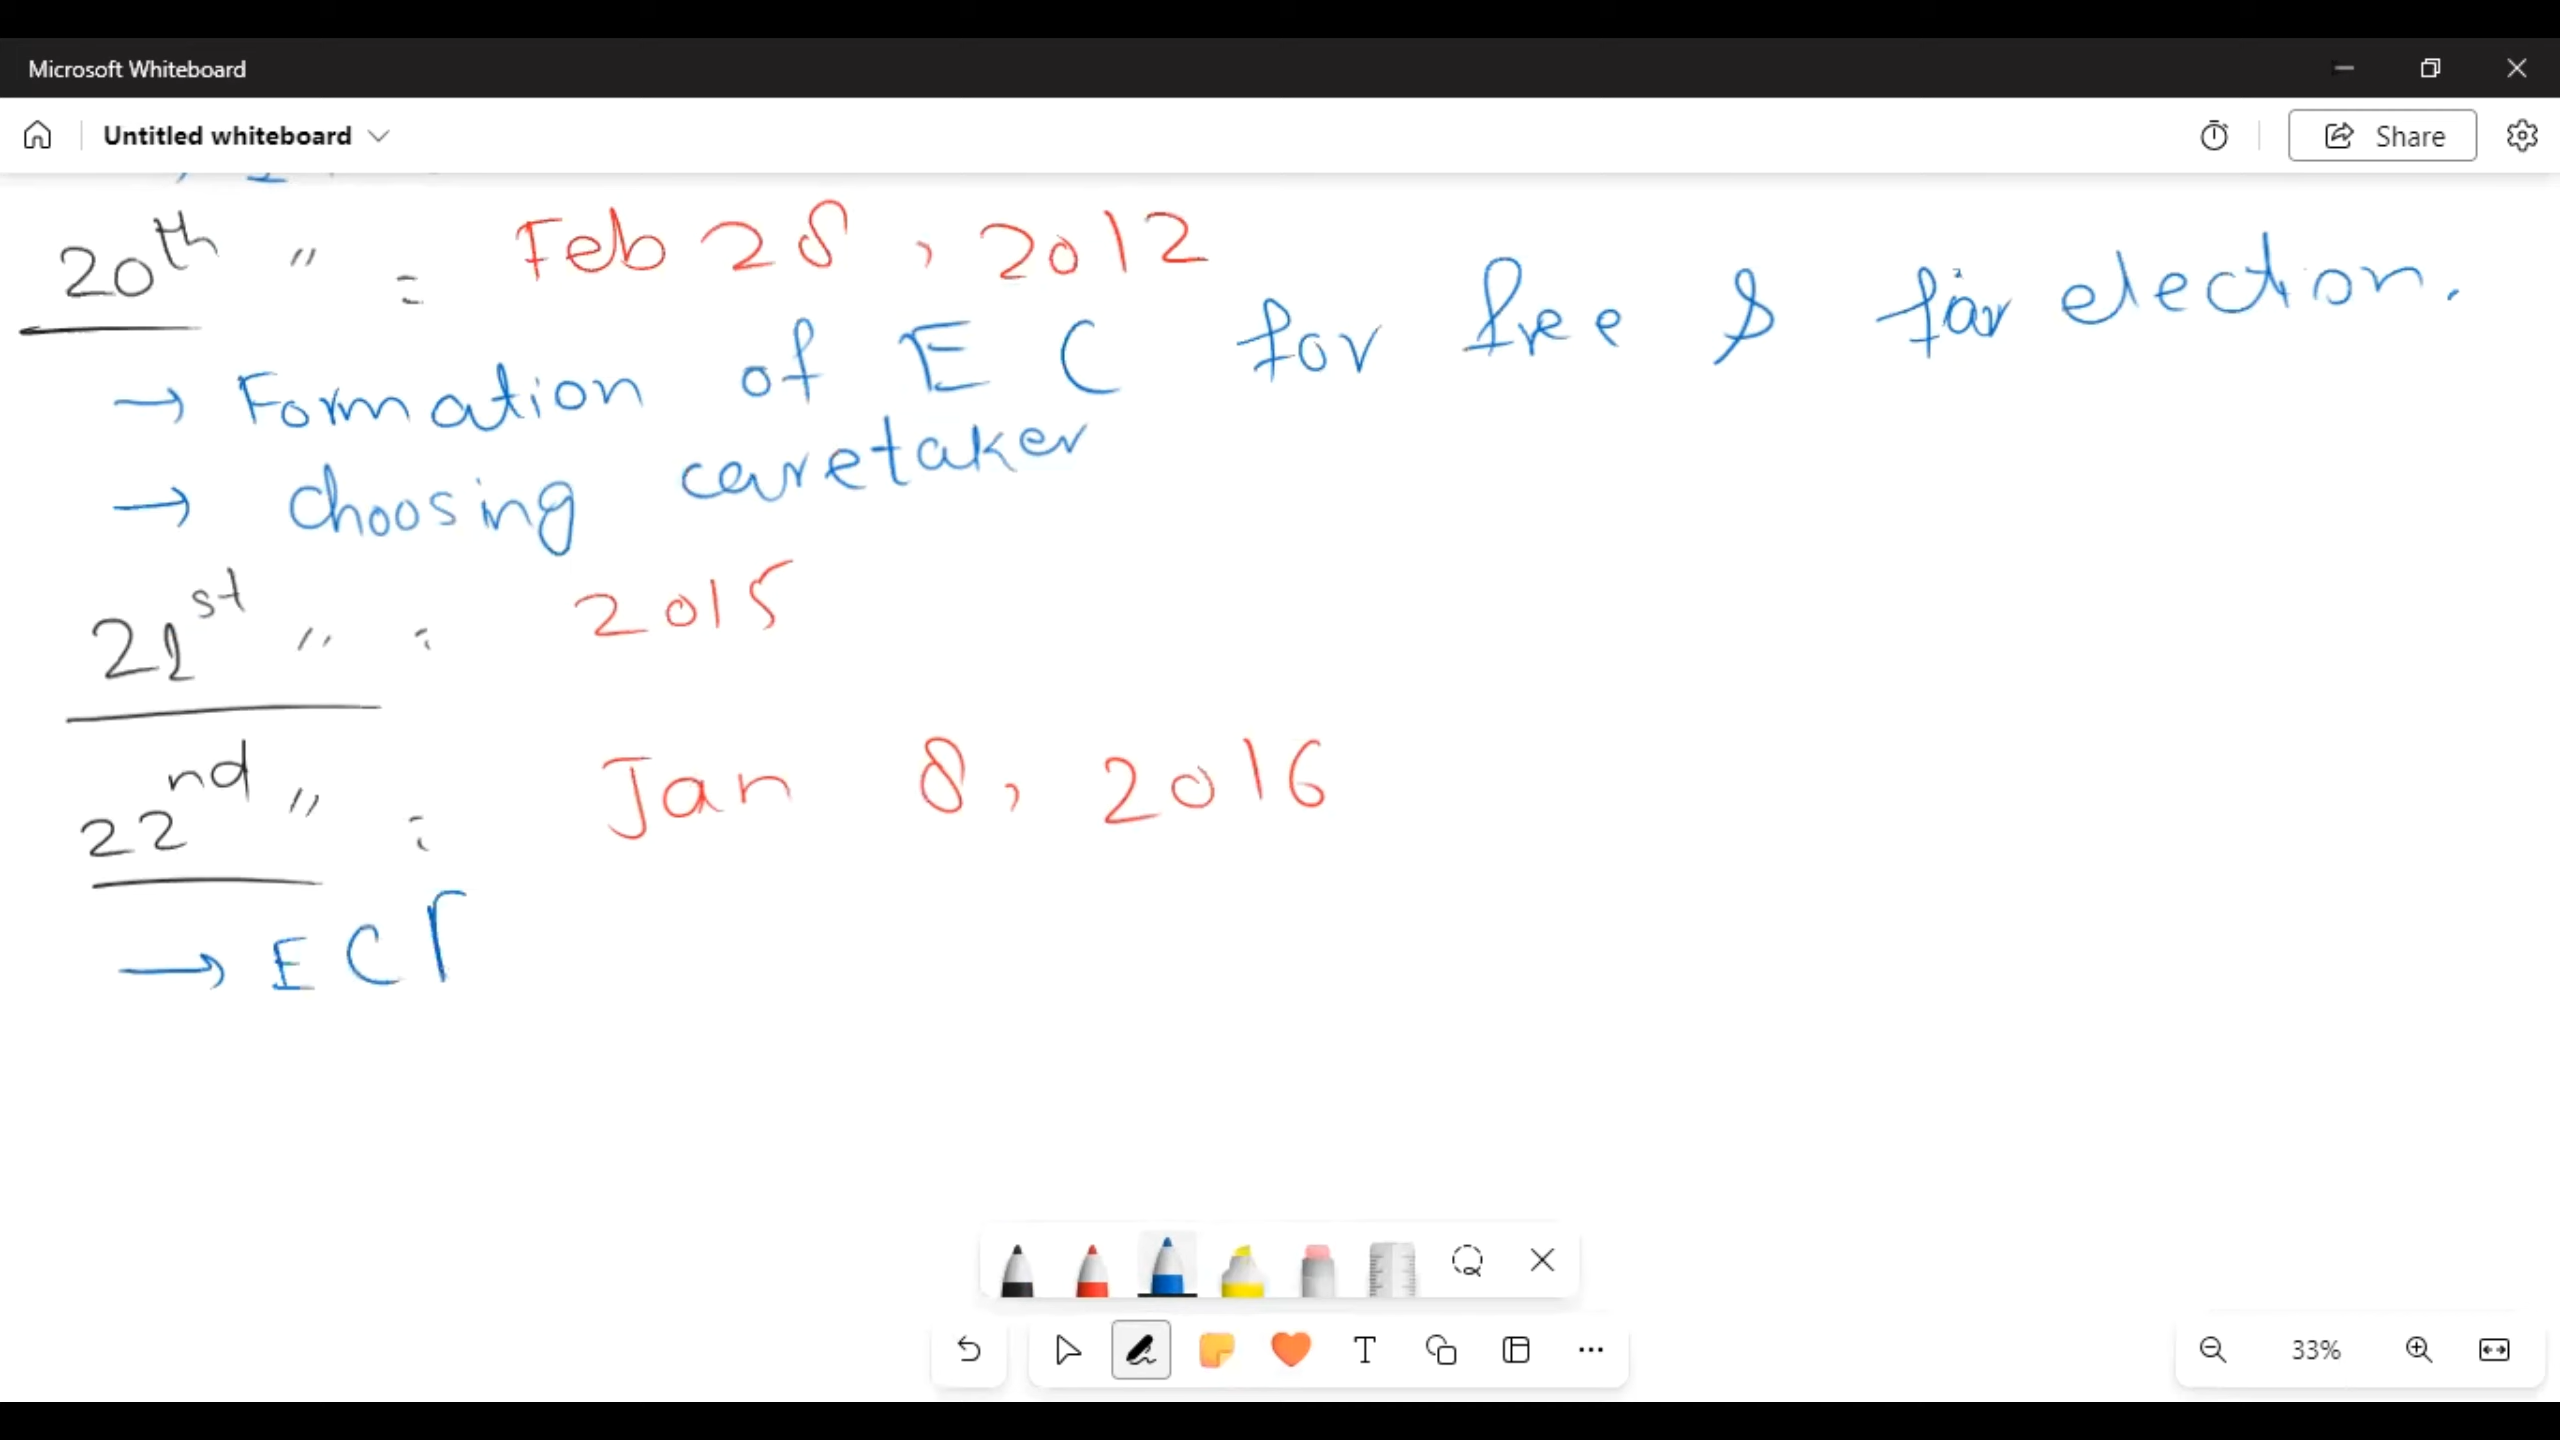 Microsoft Whiteboard
Untitled whiteboard
Share
20th " = Feb 28, 2012
→ Formation of E C for free & fair election.
→ choosing caretaker
21st " : 2015
22nd " : Jan 8, 2016
→ EC
33%